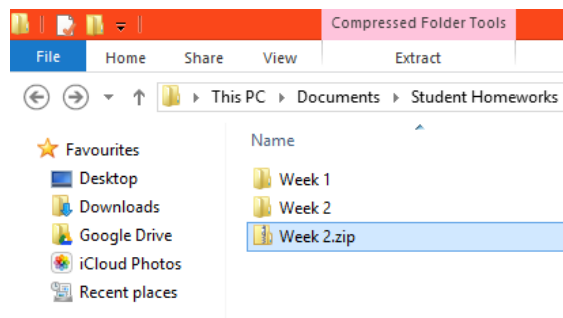 Compressed Folder Tools
File Home Share View Extract
This PC Documents Student Homeworks
Name
Favourites
Desktop
Downloads
Google Drive
iCloud Photos
Recent places
Week 1
Week 2
Week 2.zip